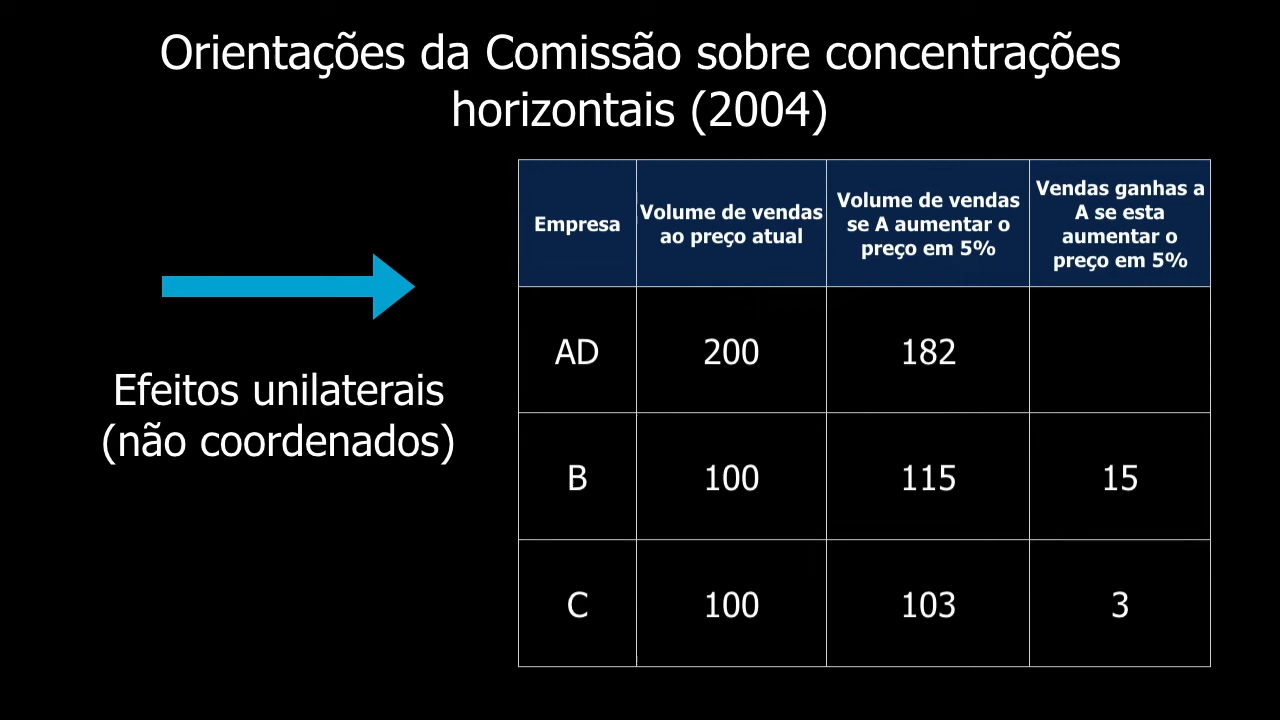 Orientações da Comissão sobre concentrações
horizontais (2004)
Efeitos unilaterais
(não coordenados)
Empresa
Volume de vendas
ao preço atual
Volume de vendas
se A aumentar o
preço em 5%
Vendas ganhas a
A se esta
aumentar o
preço em 5%
AD 200 182
B 100 115 15
C 100 103 3